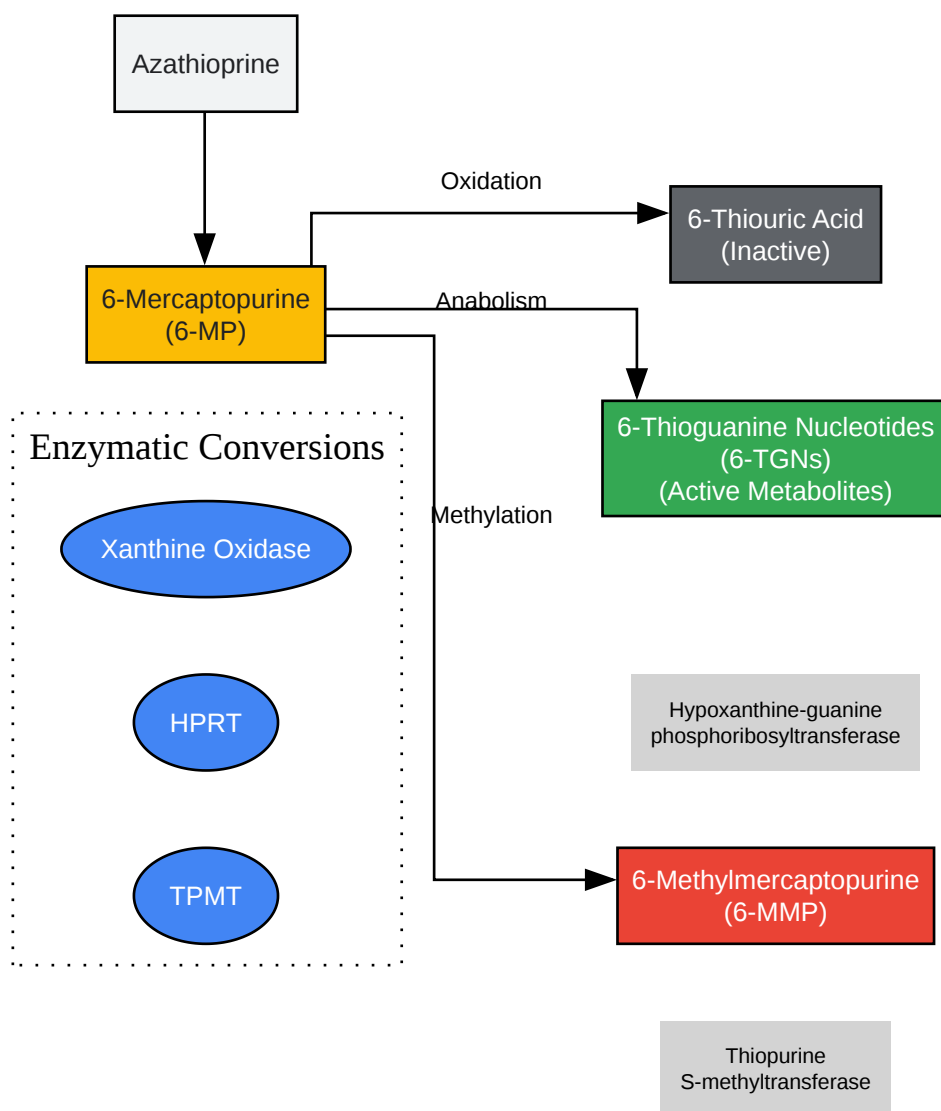 Azathioprine
Oxidation
6-Thiouric Acid
(Inactive)
6-Mercaptopurine
(6-MP)
Anabolism
6-Thioguanine Nucleotides
(6-TGNs)
(Active Metabolites)
Enzymatic Conversions
Methylation
Xanthine Oxidase
HPRT
Hypoxanthine-guanine
phosphoribosyltransferase
TPMT
6-Methylmercaptopurine
(6-MMP)
Thiopurine
S-methyltransferase